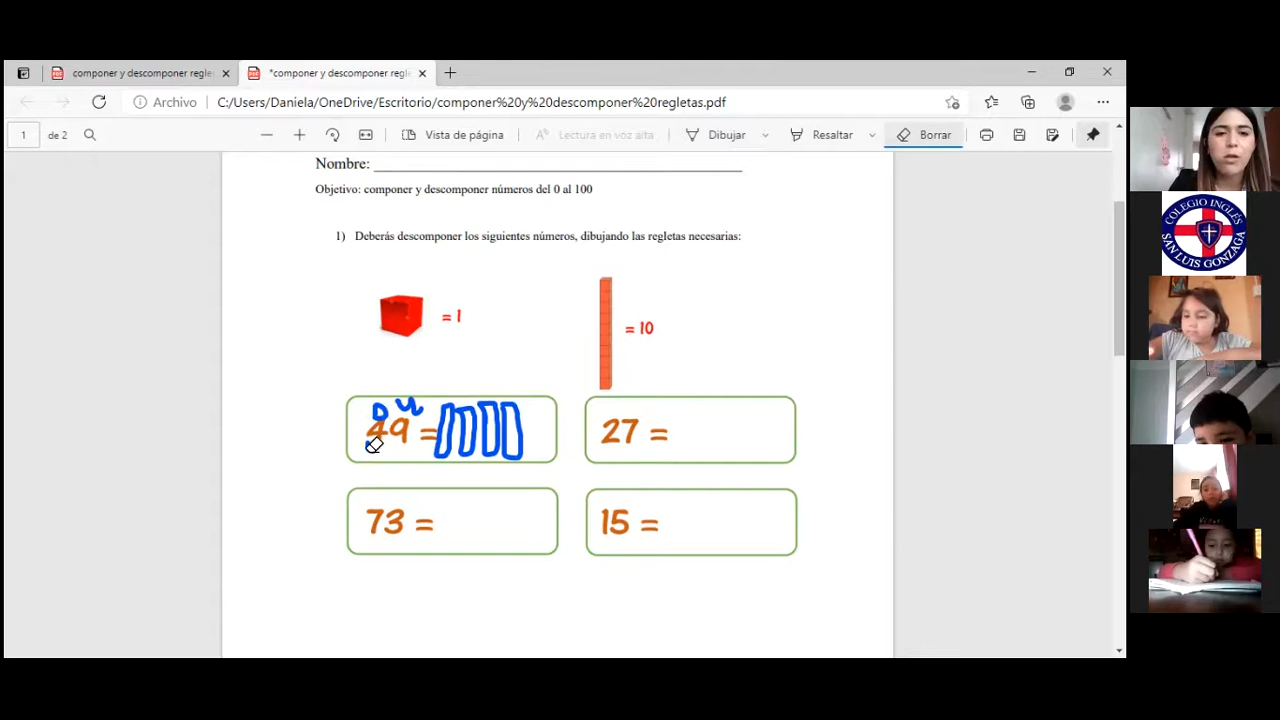 componer y descomponer regle
*componer y descomponer regle
Archivo
C:/Users/Daniela/OneDrive/Escritorio/componer%20y%20descomponer%20regletas.pdf
1
de 2
Vista de página
Lectura en voz alta
Dibujar
Resaltar
Borrar
Nombre:
Objetivo: componer y descomponer números del 0 al 100
1) Deberás descomponer los siguientes números, dibujando las regletas necesarias:
= 1
= 10
D U
49 =
27 =
73 =
15 =
COLEGIO INGLÉS
SAN LUIS GONZAGA